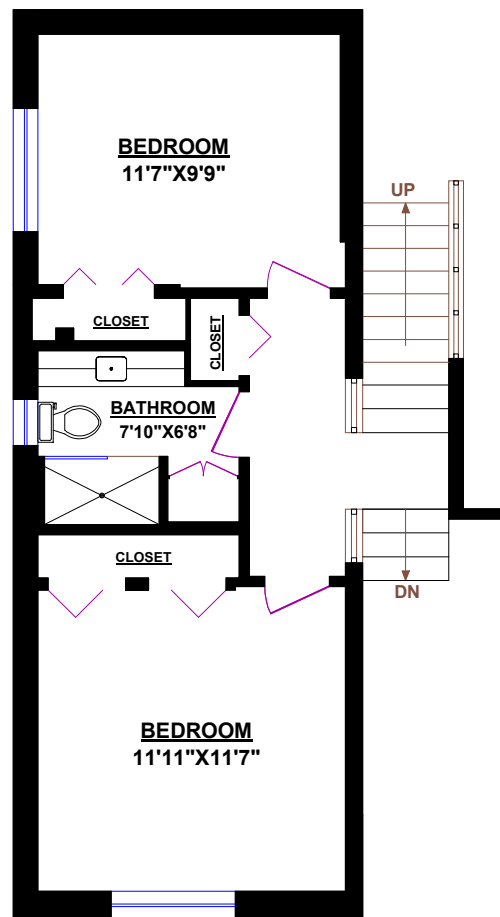 BEDROOM
11'7"X9'9"
UP
CLOSET
CLOSET
BATHROOM
7'10"X6'8"
CLOSET
DN
BEDROOM
11'11"X11'7"